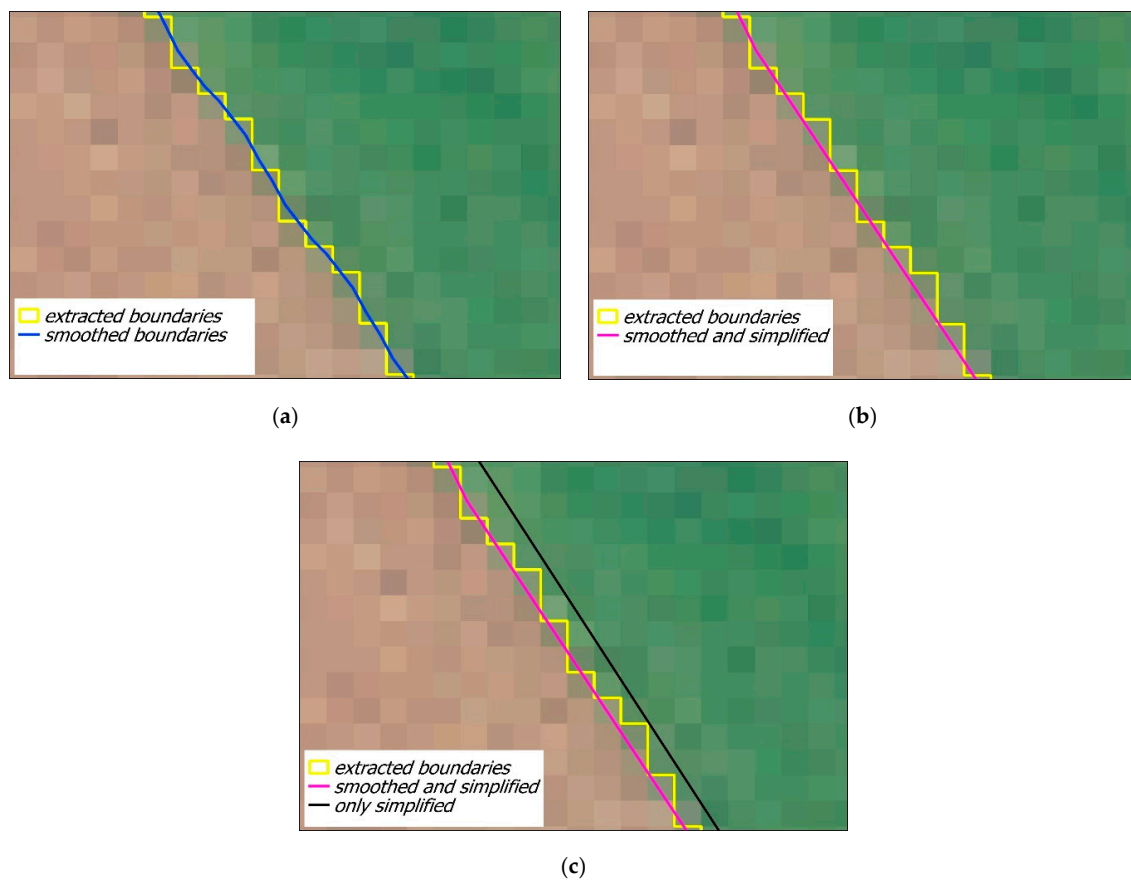 extracted boundaries
smoothed boundaries
(a)
extracted boundaries
smoothed and simplified
(b)
extracted boundaries
smoothed and simplified
only simplified
(c)